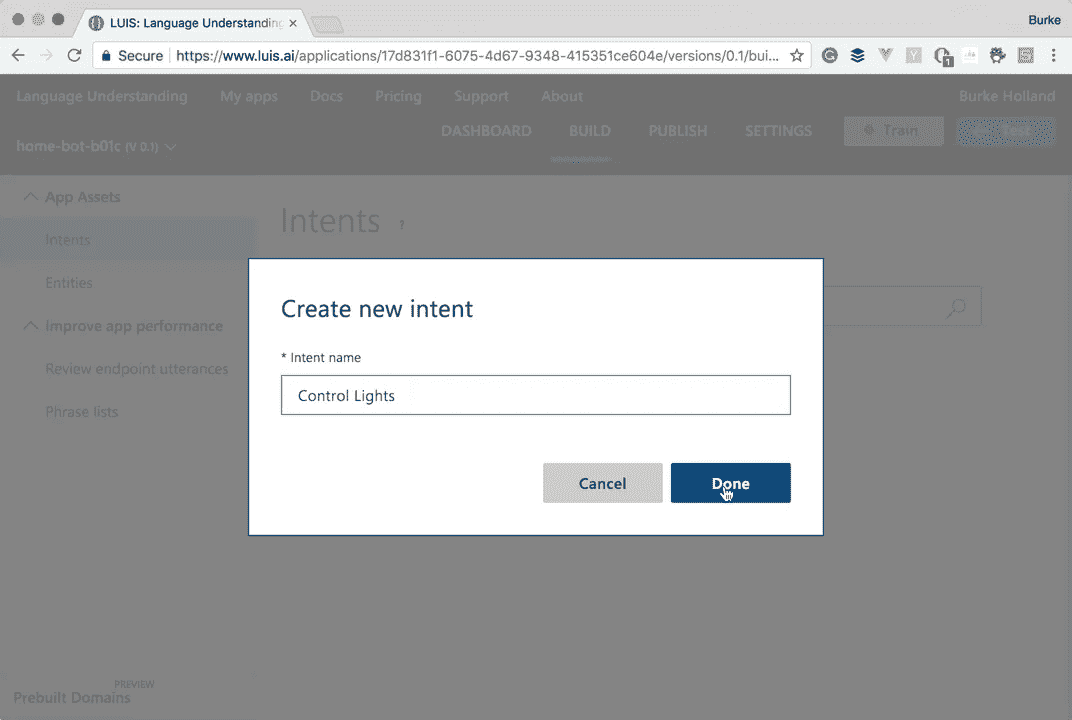 LUIS: Language Understanding
Burke
Secure https://www.luis.ai/applications/17d831f1-6075-4d67-9348-415351ce604e/versions/0.1/bui...
Language Understanding My apps Docs Pricing Support About Burke Holland
home-bot-b01c (V 0.1) DASHBOARD BUILD PUBLISH SETTINGS Train
App Assets
Intents ?
Intents
Entities
Create new intent
Improve app performance
* Intent name
Review endpoint utterances
Control Lights
Phrase lists
Cancel Done
PREVIEW
Prebuilt Domains